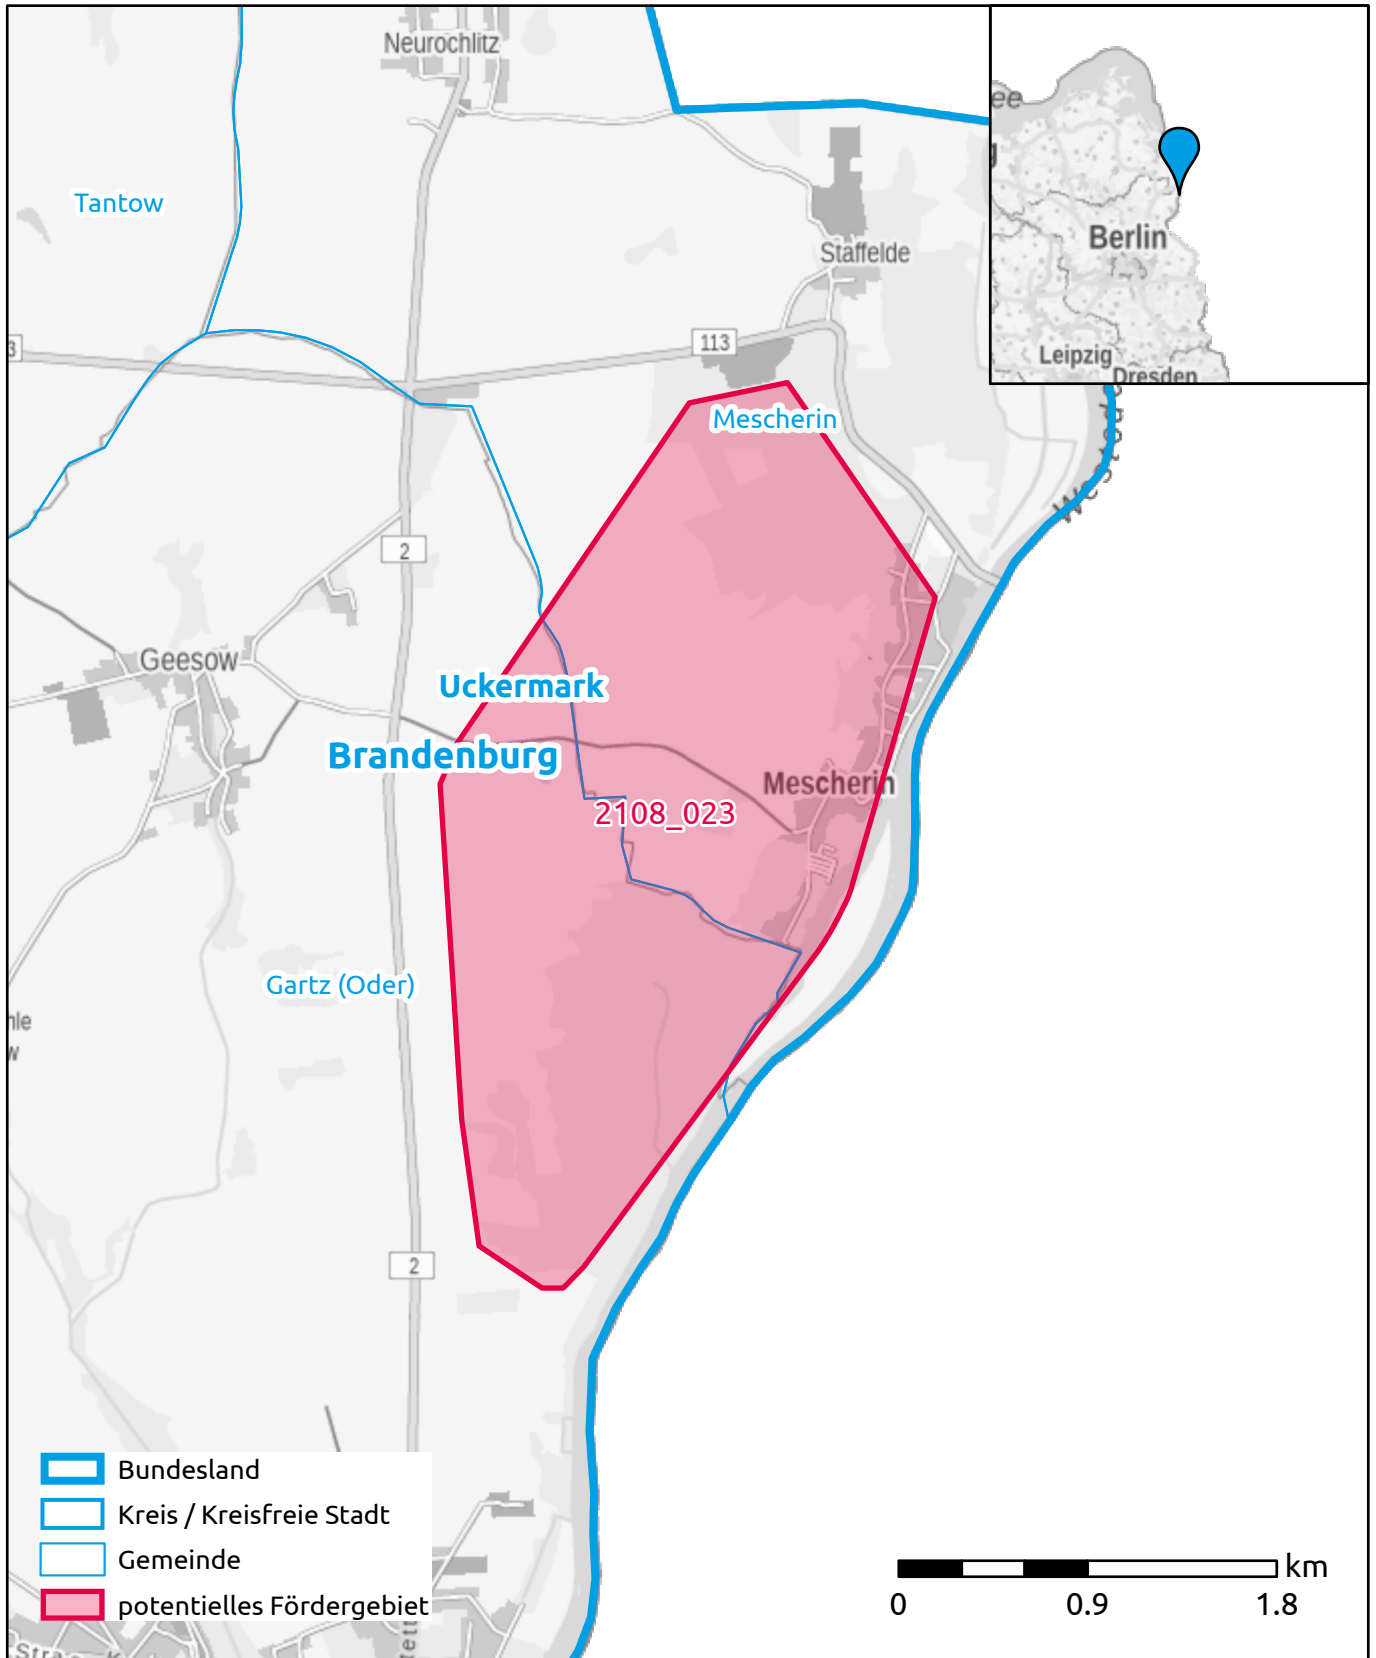 Neurochlitz
Tantow
Staffelde
113
Mescherin
2
Geesow
Uckermark
Brandenburg
Mescherin
2108_023
Gartz (Oder)
2
Berlin
Leipzig
Dresden
Bundesland
Kreis / Kreisfreie Stadt
Gemeinde
potentielles Fördergebiet
km
0 0.9 1.8